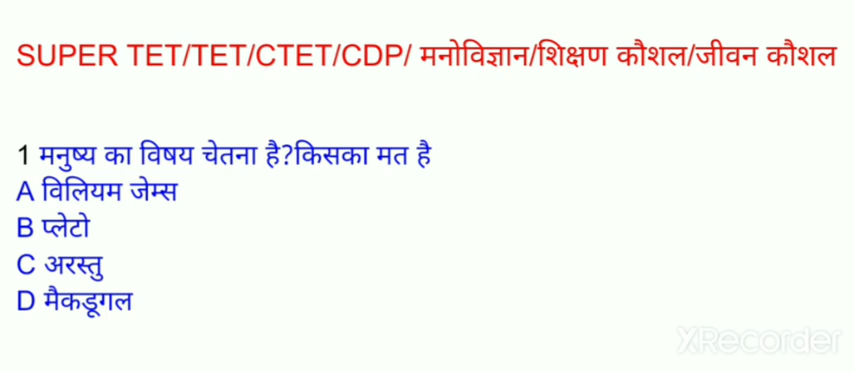 SUPER TET/TET/CTET/CDP/ मनोविज्ञान/शिक्षण कौशल/जीवन कौशल
1 मनुष्य का विषय चेतना है?किसका मत है
A विलियम जेम्स
B प्लेटो
C अरस्तु
D मैकडूगल
XRecorder